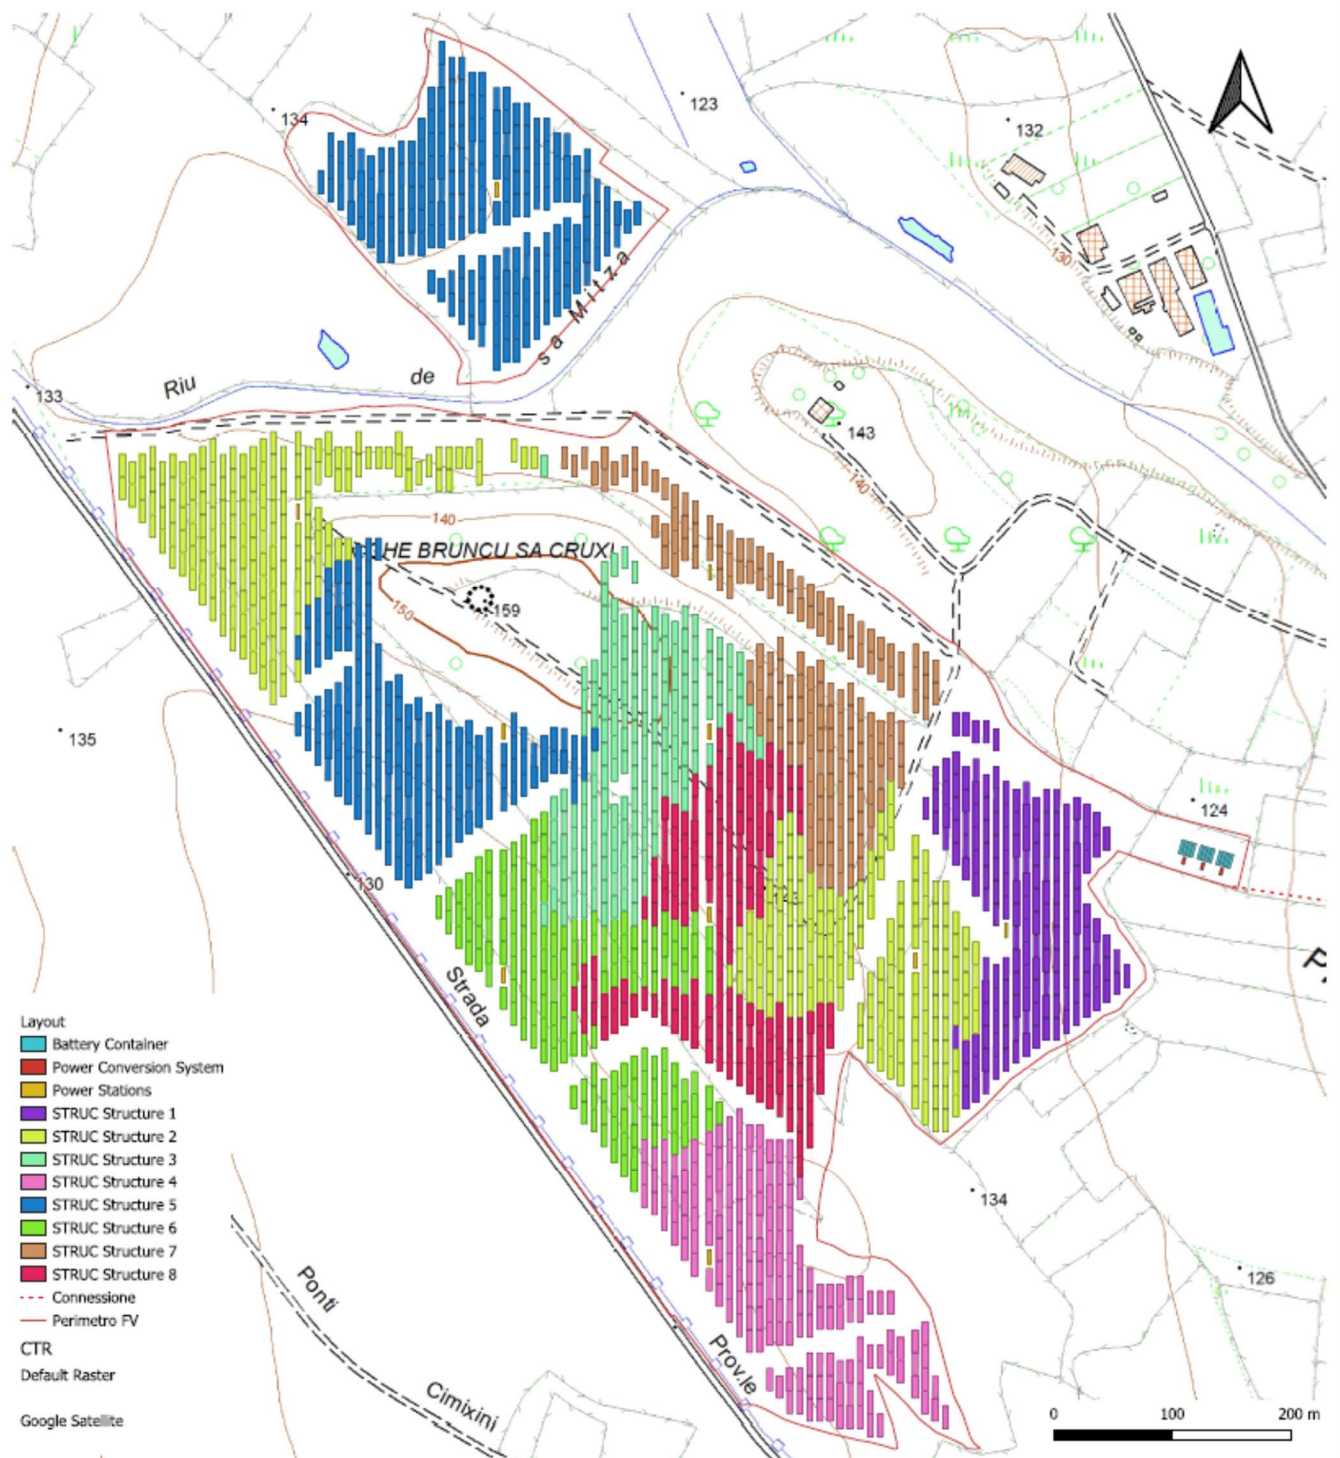 134
123
132
130
sa Mitza
133
Riu
de
143
140
140
HE BRUNCU SA CRUXI
159
150
135
124
130
Strada
134
126
Ponti
Cimixini
Prov.le
Layout
Battery Container
Power Conversion System
Power Stations
STRUC Structure 1
STRUC Structure 2
STRUC Structure 3
STRUC Structure 4
STRUC Structure 5
STRUC Structure 6
STRUC Structure 7
STRUC Structure 8
Connessione
Perimetro FV
CTR
Default Raster
Google Satellite
0 100 200 m